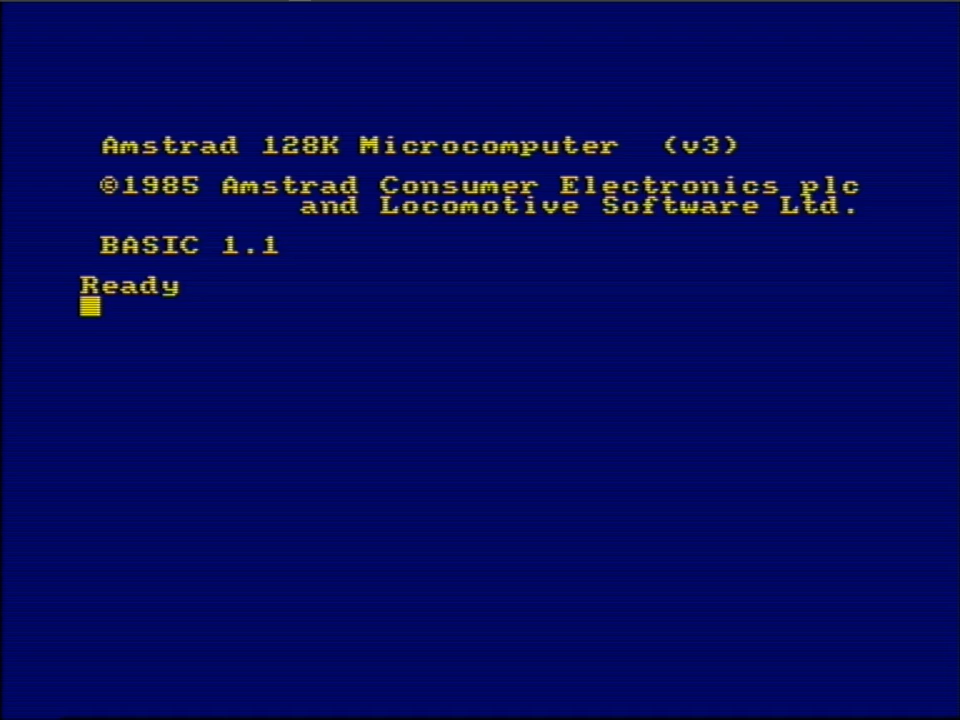 Amstrad 128K Microcomputer  (v3)
©1985 Amstrad Consumer Electronics plc
and Locomotive Software Ltd.
BASIC 1.1
Ready